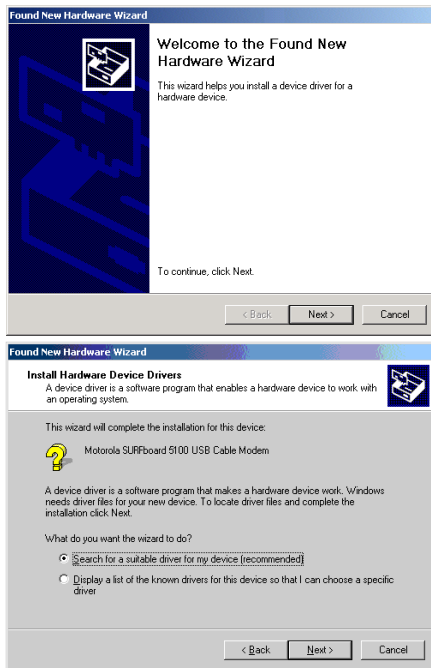 Found New Hardware Wizard
Welcome to the Found New
Hardware Wizard
This wizard helps you install a device driver for a
hardware device.
To continue, click Next.
< Back
Next >
Cancel
Found New Hardware Wizard
Install Hardware Device Drivers
A device driver is a software program that enables a hardware device to work with
an operating system.
This wizard will complete the installation for this device:
Motorola SURFboard 5100 USB Cable Modem
A device driver is a software program that makes a hardware device work. Windows
needs driver files for your new device. To locate driver files and complete the
installation click Next.
What do you want the wizard to do?
Search for a suitable driver for my device (recommended)
Display a list of the known drivers for this device so that I can choose a specific
driver
< Back
Next >
Cancel